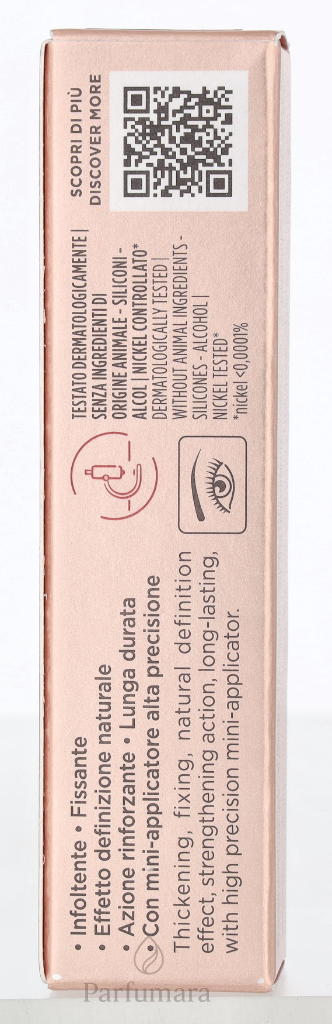 • Infoltente • Fissante
• Effetto definizione naturale
• Azione rinforzante • Lunga durata
• Con mini-applicatore alta precisione
Thickening, fixing, natural definition
effect, strengthening action, long-lasting,
with high precision mini-applicator.
TESTATO DERMATOLOGICAMENTE |
SENZA INGREDIENTI DI
ORIGINE ANIMALE - SILICONI -
ALCOL | NICKEL CONTROLLATO*
DERMATOLOGICALLY TESTED |
WITHOUT ANIMAL INGREDIENTS -
SILICONES - ALCOHOL |
NICKEL TESTED*
*nickel <0,0001%
SCOPRI DI PIÙ
DISCOVER MORE
Parfumara